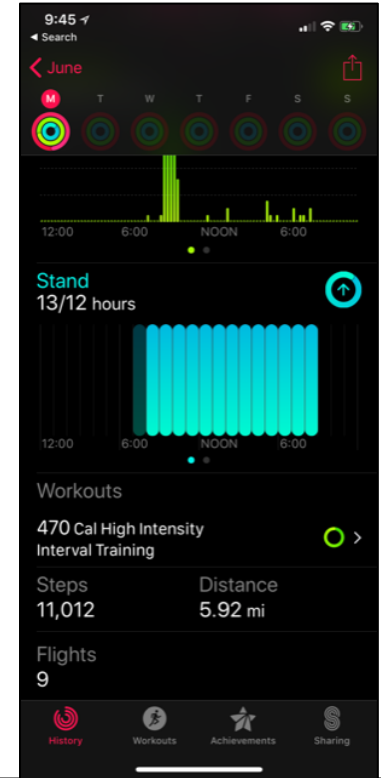 9:45
◀ Search
June
M T W T F S S
12:00 6:00 NOON 6:00
Stand
13/12 hours
12:00 6:00 NOON 6:00
Workouts
470 Cal High Intensity
Interval Training
Steps Distance
11,012 5.92 mi
Flights
9
History Workouts Achievements Sharing